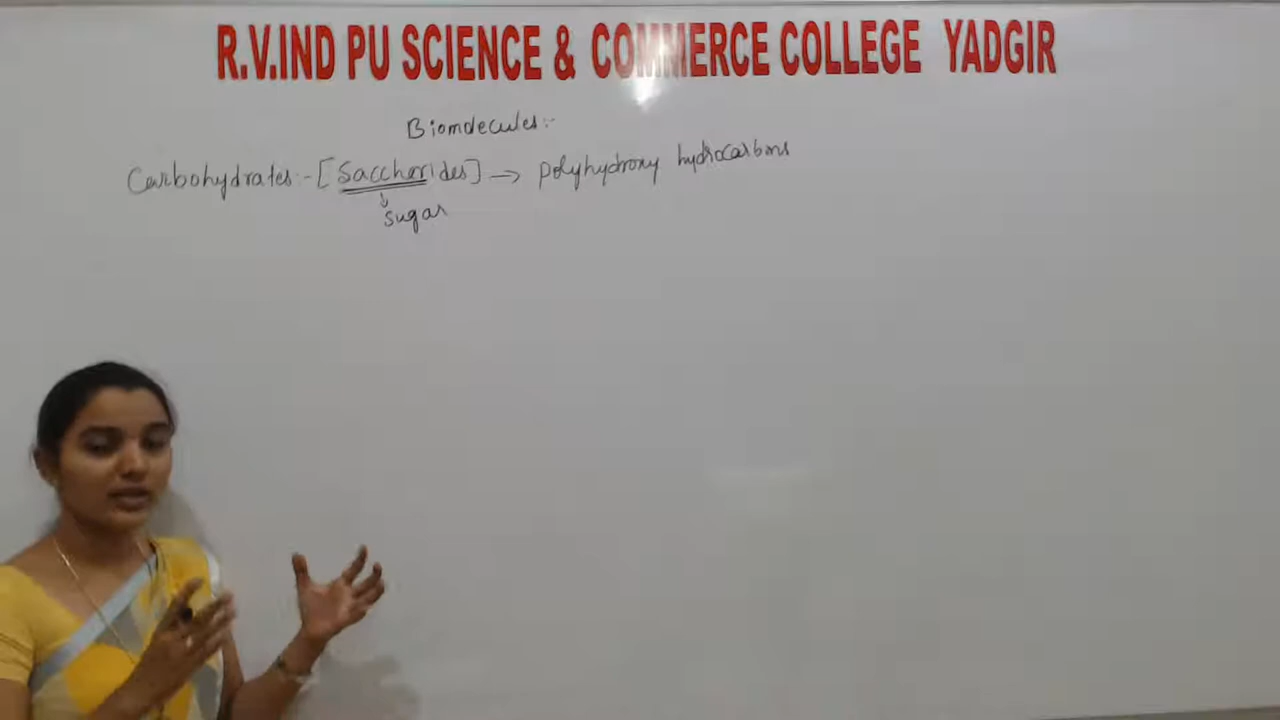 R.V.IND PU SCIENCE & COMMERCE COLLEGE YADGIR
Biomolecules:-
Carbohydrates:- [Saccharides] → polyhydroxy hydrocarbons
↓
sugar